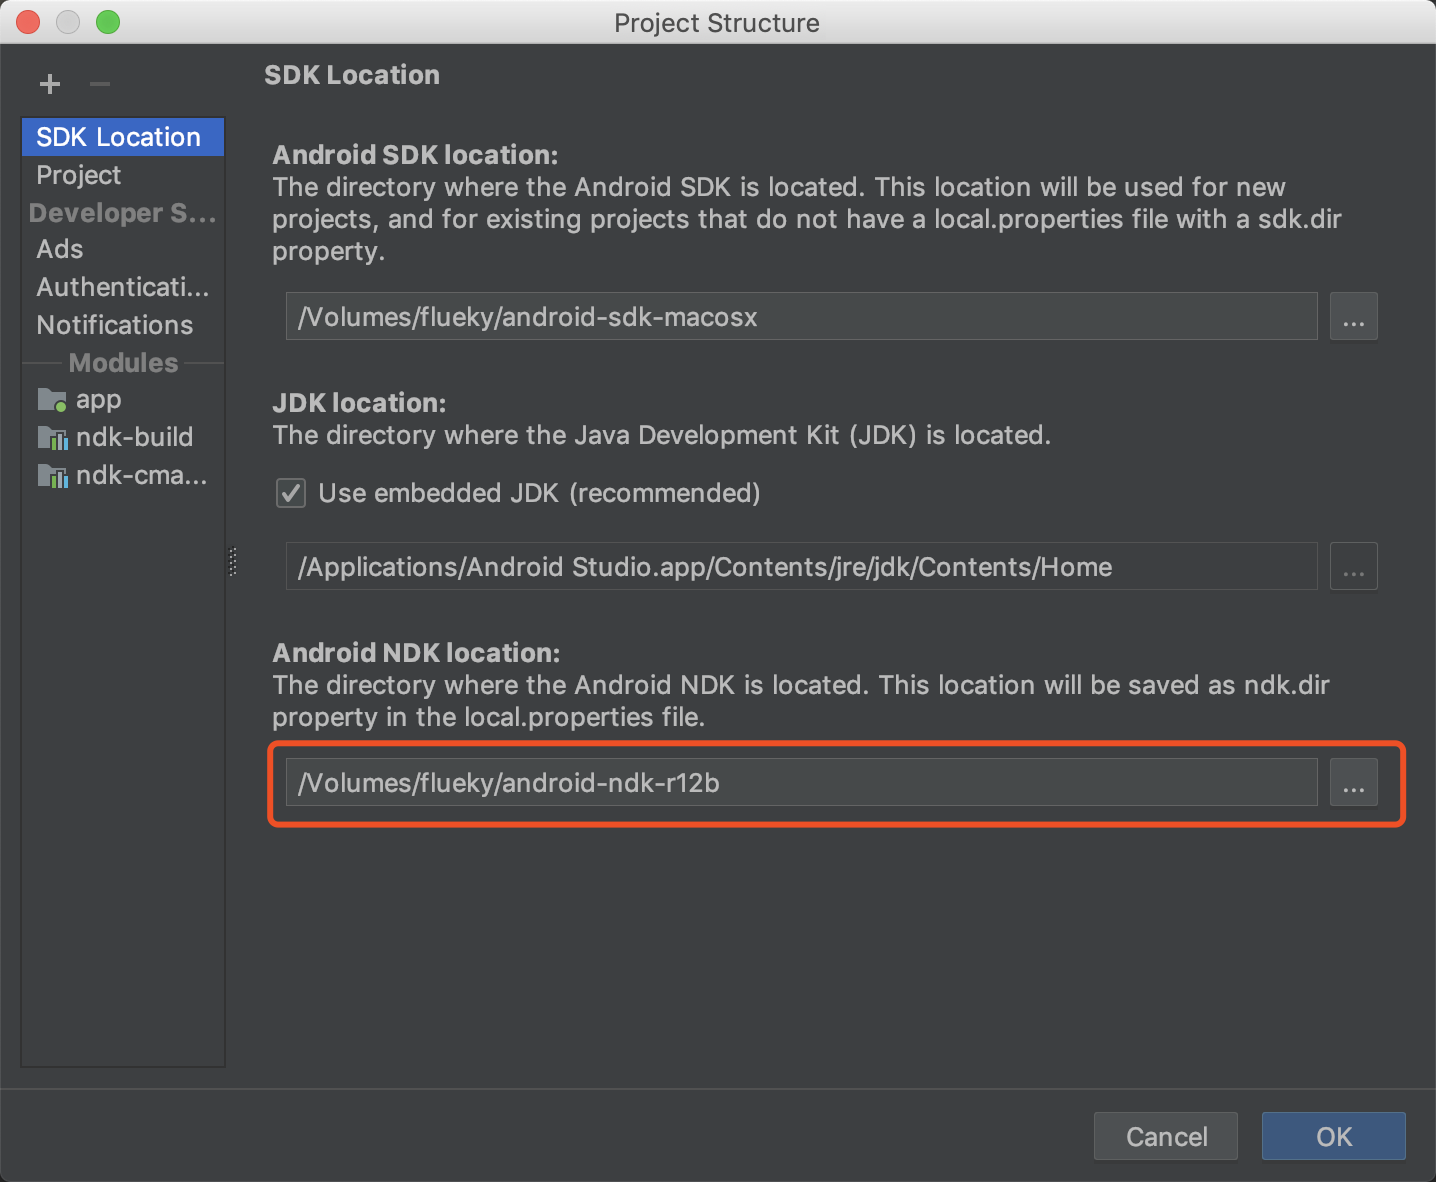 Project Structure
SDK Location
Project
Developer S...
Ads
Authenticati...
Notifications
Modules
app
ndk-build
ndk-cma...
SDK Location
Android SDK location:
The directory where the Android SDK is located. This location will be used for new
projects, and for existing projects that do not have a local.properties file with a sdk.dir
property.
/Volumes/flueky/android-sdk-macosx
...
JDK location:
The directory where the Java Development Kit (JDK) is located.
Use embedded JDK (recommended)
/Applications/Android Studio.app/Contents/jre/jdk/Contents/Home
...
Android NDK location:
The directory where the Android NDK is located. This location will be saved as ndk.dir
property in the local.properties file.
/Volumes/flueky/android-ndk-r12b
...
Cancel
OK